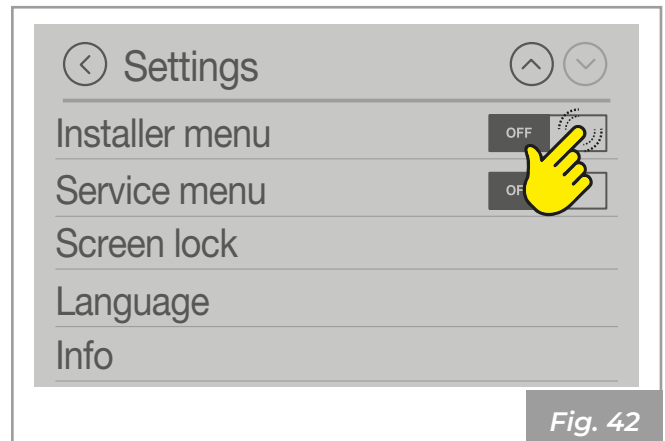 Settings
Installer menu OFF
Service menu OF
Screen lock
Language
Info
Fig. 42